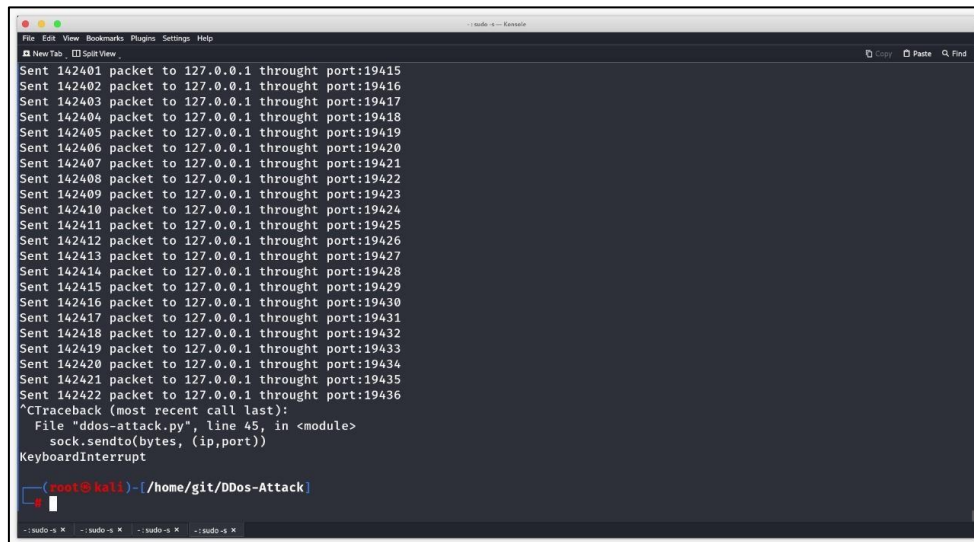 - : sudo -s — Konsole
File Edit View Bookmarks Plugins Settings Help
New Tab Split View Copy Paste Find
Sent 142401 packet to 127.0.0.1 throught port:19415
Sent 142402 packet to 127.0.0.1 throught port:19416
Sent 142403 packet to 127.0.0.1 throught port:19417
Sent 142404 packet to 127.0.0.1 throught port:19418
Sent 142405 packet to 127.0.0.1 throught port:19419
Sent 142406 packet to 127.0.0.1 throught port:19420
Sent 142407 packet to 127.0.0.1 throught port:19421
Sent 142408 packet to 127.0.0.1 throught port:19422
Sent 142409 packet to 127.0.0.1 throught port:19423
Sent 142410 packet to 127.0.0.1 throught port:19424
Sent 142411 packet to 127.0.0.1 throught port:19425
Sent 142412 packet to 127.0.0.1 throught port:19426
Sent 142413 packet to 127.0.0.1 throught port:19427
Sent 142414 packet to 127.0.0.1 throught port:19428
Sent 142415 packet to 127.0.0.1 throught port:19429
Sent 142416 packet to 127.0.0.1 throught port:19430
Sent 142417 packet to 127.0.0.1 throught port:19431
Sent 142418 packet to 127.0.0.1 throught port:19432
Sent 142419 packet to 127.0.0.1 throught port:19433
Sent 142420 packet to 127.0.0.1 throught port:19434
Sent 142421 packet to 127.0.0.1 throught port:19435
Sent 142422 packet to 127.0.0.1 throught port:19436
^CTraceback (most recent call last):
  File "ddos-attack.py", line 45, in <module>
    sock.sendto(bytes, (ip,port))
KeyboardInterrupt
┌──(root㉿kali)-[/home/git/DDos-Attack]
└─#
- : sudo -s × - : sudo -s × - : sudo -s × - : sudo -s ×